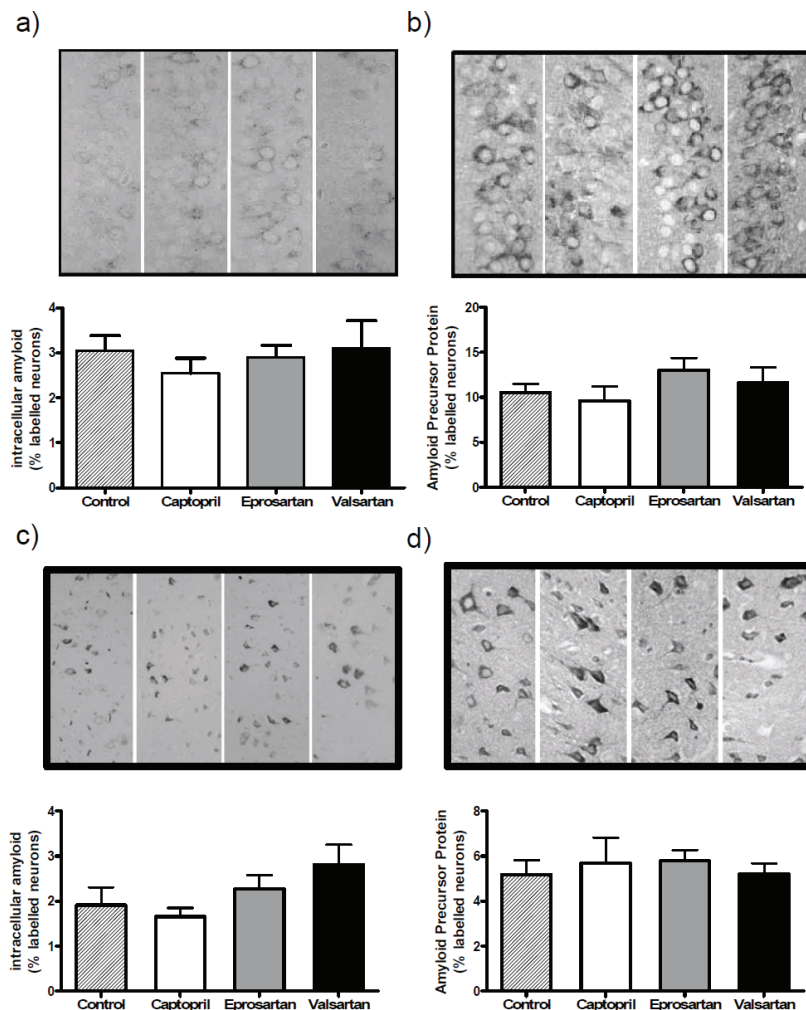 a)
b)
4
3
2
1
0
intracellular amyloid
(% labelled neurons)
Control
Captopril
Eprosartan
Valsartan
20
15
10
5
0
Amyloid Precursor Protein
(% labelled neurons)
Control
Captopril
Eprosartan
Valsartan
c)
d)
4
3
2
1
0
intracellular amyloid
(% labelled neurons)
Control
Captopril
Eprosartan
Valsartan
8
6
4
2
0
Amyloid Precursor Protein
(% labelled neurons)
Control
Captopril
Eprosartan
Valsartan